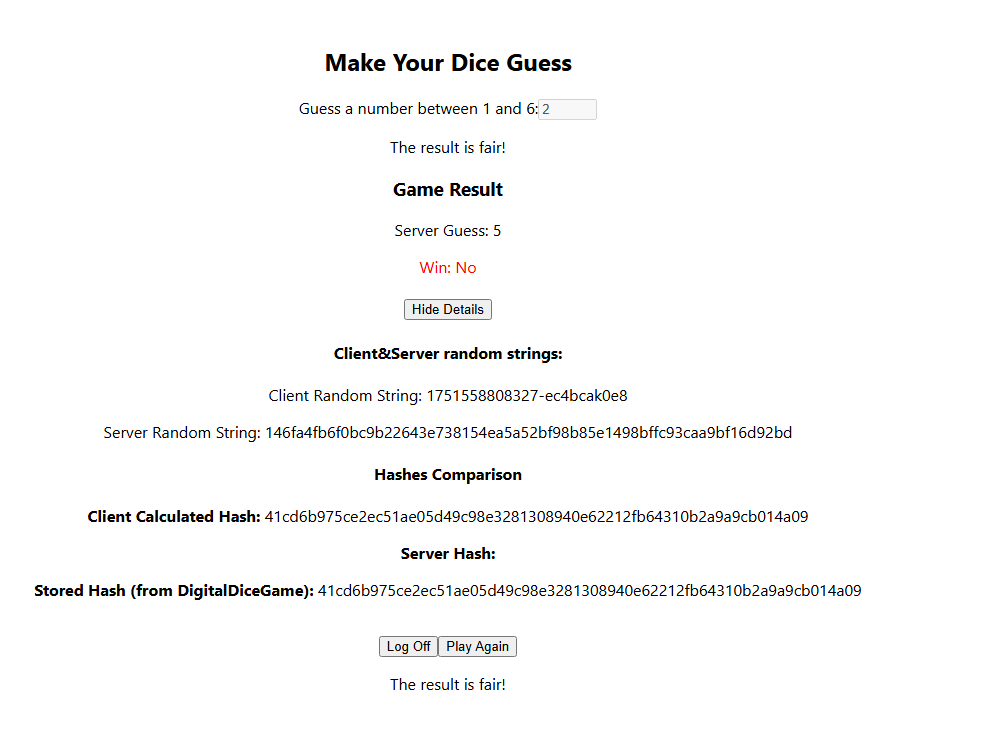 Make Your Dice Guess
Guess a number between 1 and 6: 2
The result is fair!
Game Result
Server Guess: 5
Win: No
Hide Details
Client&Server random strings:
Client Random String: 1751558808327-ec4bcak0e8
Server Random String: 146fa4fb6f0bc9b22643e738154ea5a52bf98b85e1498bffc93caa9bf16d92bd
Hashes Comparison
Client Calculated Hash: 41cd6b975ce2ec51ae05d49c98e3281308940e62212fb64310b2a9a9cb014a09
Server Hash:
Stored Hash (from DigitalDiceGame): 41cd6b975ce2ec51ae05d49c98e3281308940e62212fb64310b2a9a9cb014a09
Log Off Play Again
The result is fair!